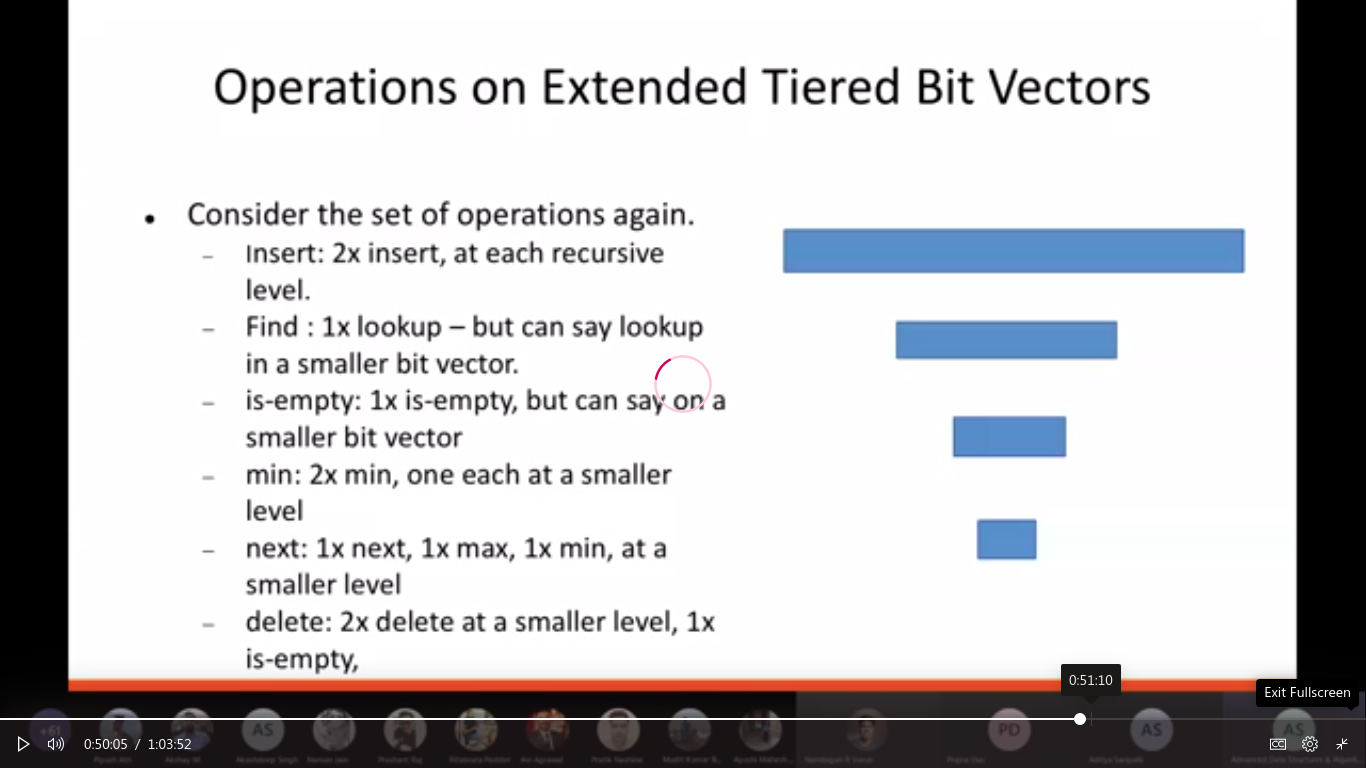 Operations on Extended Tiered Bit Vectors
• Consider the set of operations again.
– Insert: 2x insert, at each recursive
level.
– Find : 1x lookup – but can say lookup
in a smaller bit vector.
– is-empty: 1x is-empty, but can say on a
smaller bit vector
– min: 2x min, one each at a smaller
level
– next: 1x next, 1x max, 1x min, at a
smaller level
– delete: 2x delete at a smaller level, 1x
is-empty,
0:51:10
Exit Fullscreen
+61
AS
PD
AS
AS
0:50:05 / 1:03:52
CC